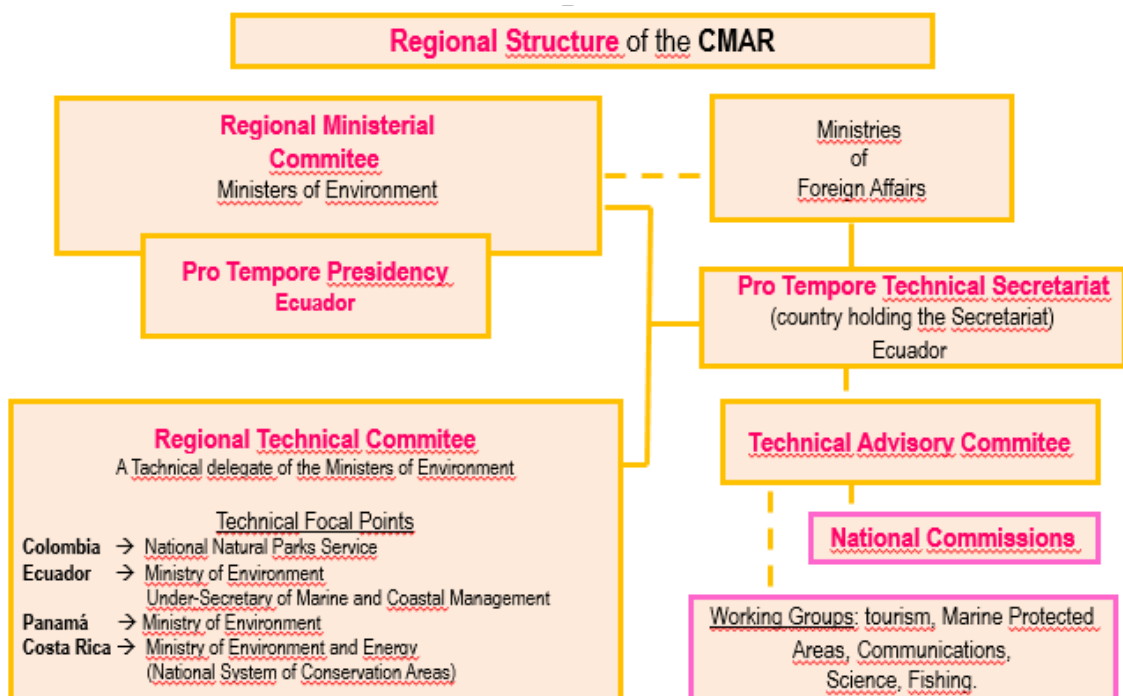 Regional Structure of the CMAR
Regional Ministerial
Commitee
Ministers of Environment
Pro Tempore Presidency
Ecuador
Ministries
of
Foreign Affairs
Pro Tempore Technical Secretariat
(country holding the Secretariat)
Ecuador
Regional Technical Commitee
A Tachnical delegate of the Ministers of Environment
Technical Focal Points
Colombia → National Natural Parks Service
Ecuador → Ministry of Environment
Under-Secretary of Marine and Coastal Management
Panamá → Ministry of Environment
Costa Rica → Ministry of Environment and Energy
(National System of Conservation Areas)
Technical Advisory Commitee
National Commissions
Working Groups: tourism, Marine Protected
Areas, Communications,
Science, Fishing.